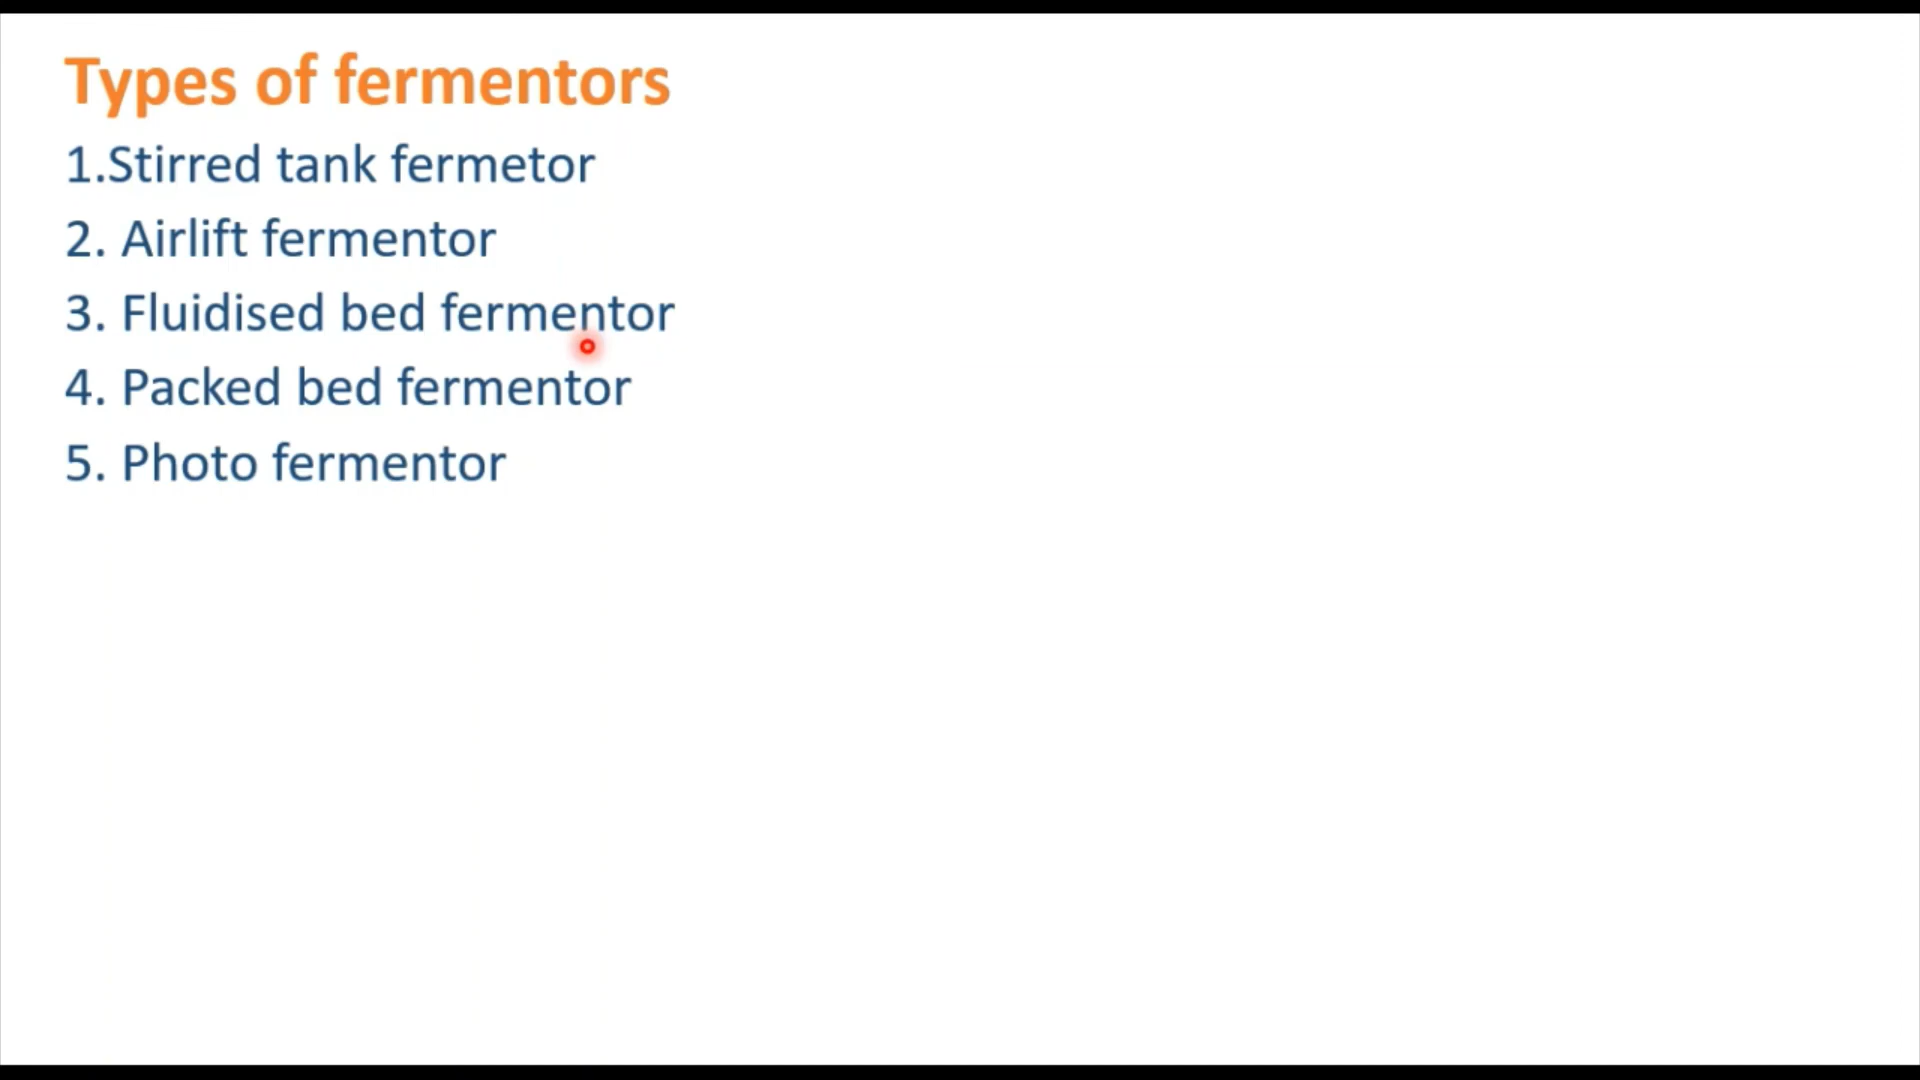 Types of fermentors
1.Stirred tank fermetor
2. Airlift fermentor
3. Fluidised bed fermentor
4. Packed bed fermentor
5. Photo fermentor